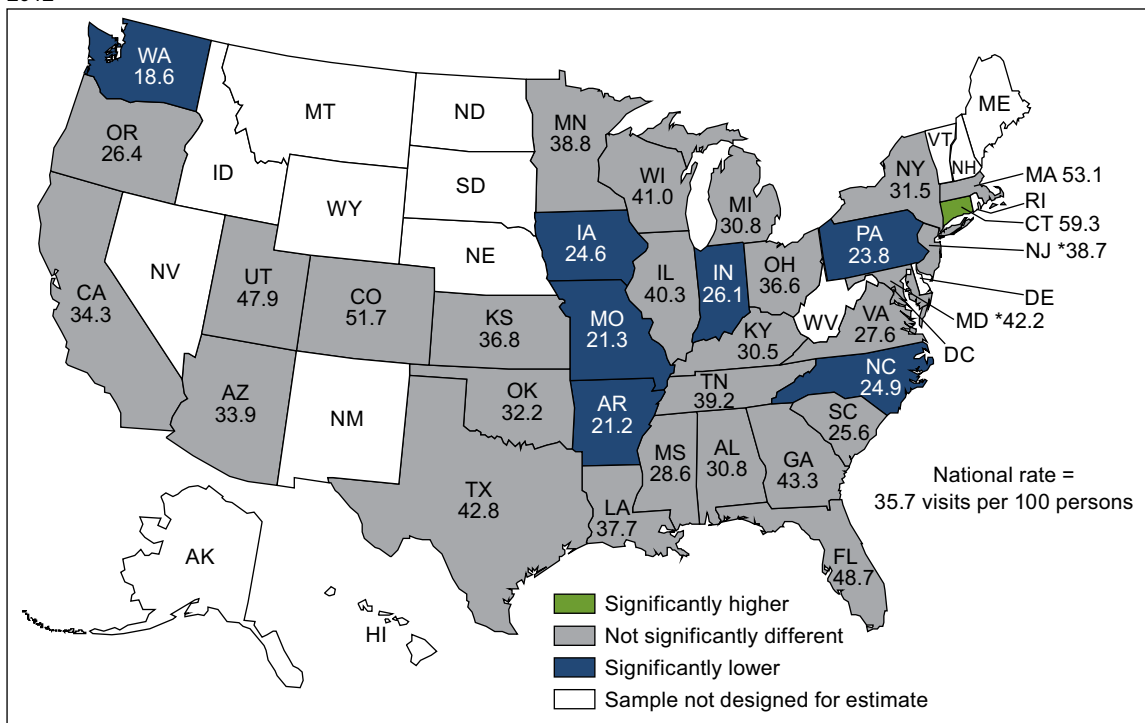 WA
18.6
OR
26.4
CA
34.3
ID
NV
MT
WY
UT
47.9
AZ
33.9
CO
51.7
NM
ND
SD
NE
KS
36.8
OK
32.2
TX
42.8
MN
38.8
IA
24.6
MO
21.3
AR
21.2
LA
37.7
WI
41.0
IL
40.3
MI
30.8
IN
26.1
OH
36.6
KY
30.5
TN
39.2
MS
28.6
AL
30.8
GA
43.3
FL
48.7
SC
25.6
NC
24.9
VA
27.6
WV
PA
23.8
NY
31.5
VT
NH
ME
MA 53.1
RI
CT 59.3
NJ *38.7
DE
MD *42.2
DC
AK
HI
National rate =
35.7 visits per 100 persons
Significantly higher
Not significantly different
Significantly lower
Sample not designed for estimate